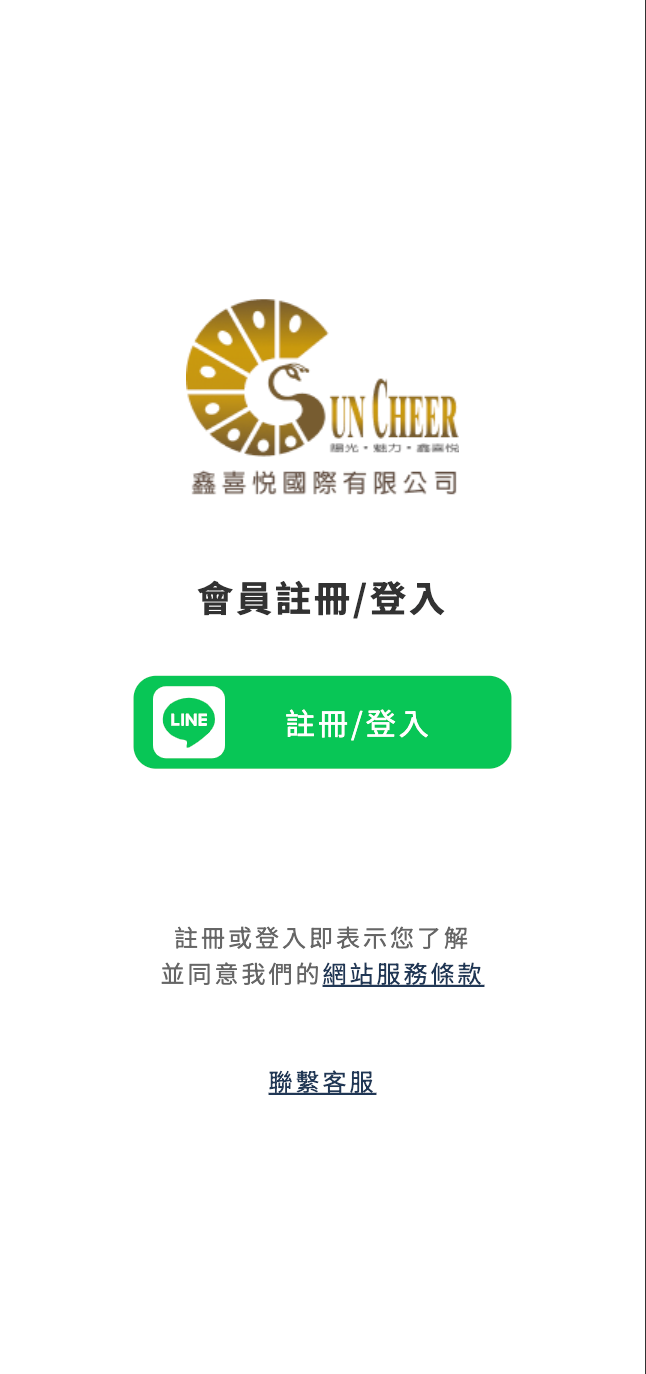 SUN CHEER
陽光・魅力・鑫喜悅
鑫喜悅國際有限公司
會員註冊/登入
LINE
註冊/登入
註冊或登入即表示您了解
並同意我們的網站服務條款
聯繫客服